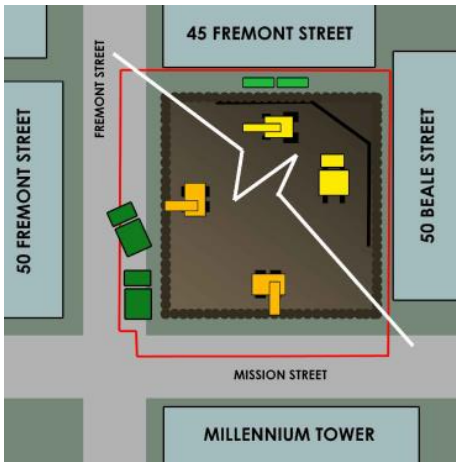 45 FREMONT STREET
FREMONT STREET
50 FREMONT STREET
50 BEALE STREET
MISSION STREET
MILLENNIUM TOWER